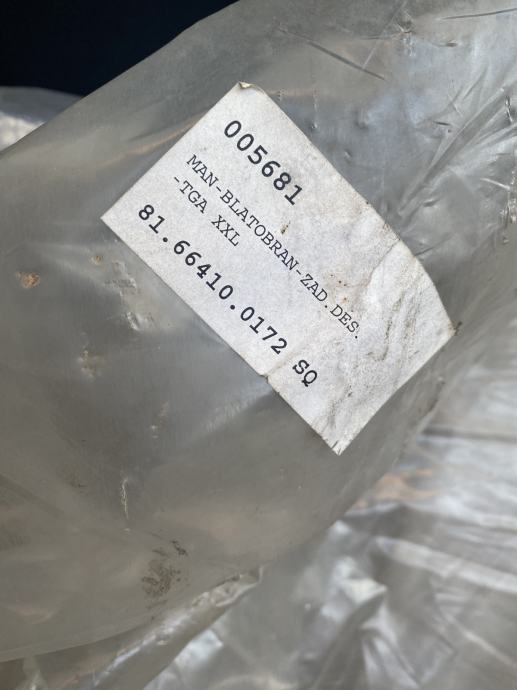 005681
MAN-BLATOBRAN-ZAD.DES.
-TGA XXL
81.66410.0172 SQ